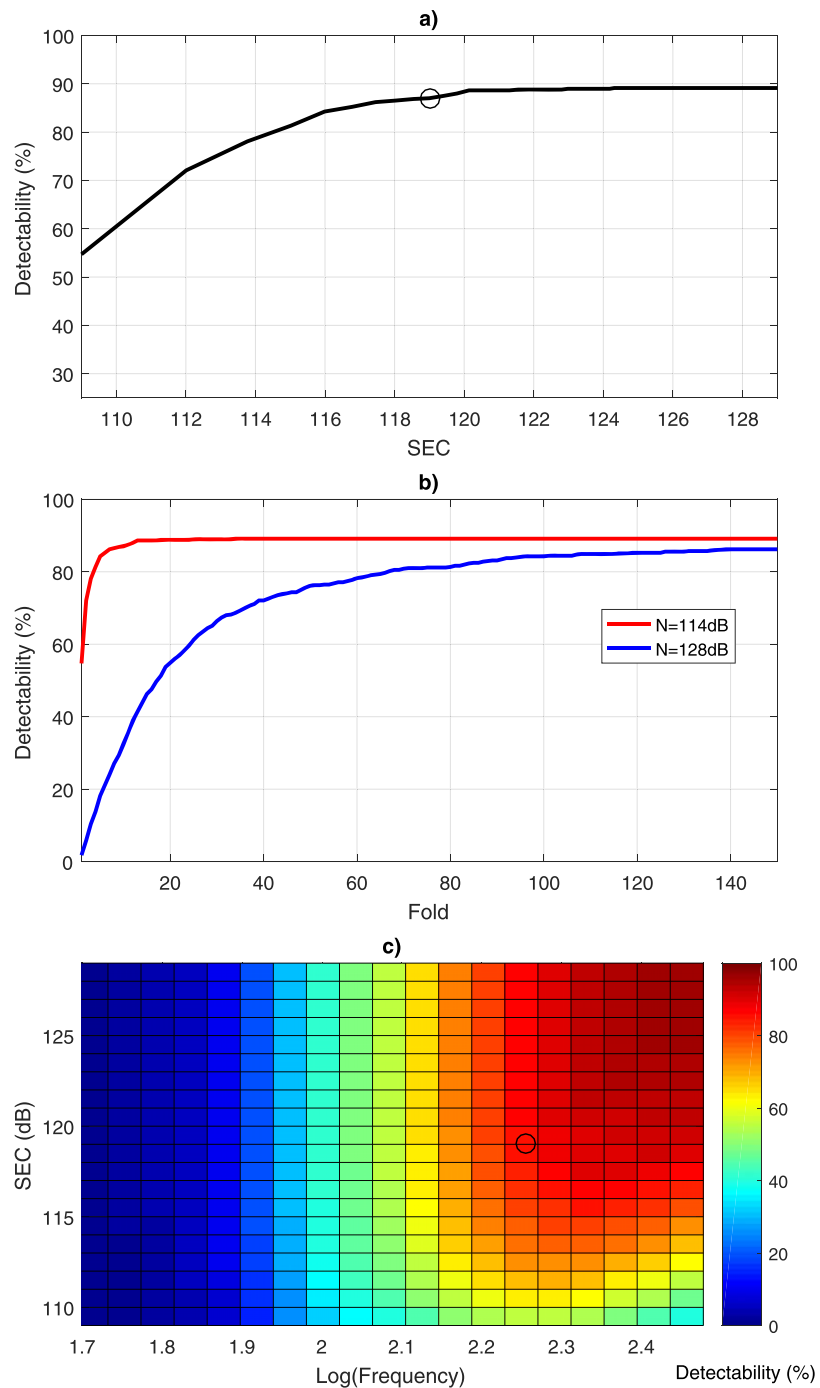 a)
100
90
80
70
60
50
40
30
Detectability (%)
110 112 114 116 118 120 122 124 126 128
SEC
b)
100
80
60
40
20
0
Detectability (%)
N=114dB
N=128dB
20 40 60 80 100 120 140
Fold
c)
125
120
115
110
SEC (dB)
1.7 1.8 1.9 2 2.1 2.2 2.3 2.4
Log(Frequency)
100
80
60
40
20
0
Detectability (%)